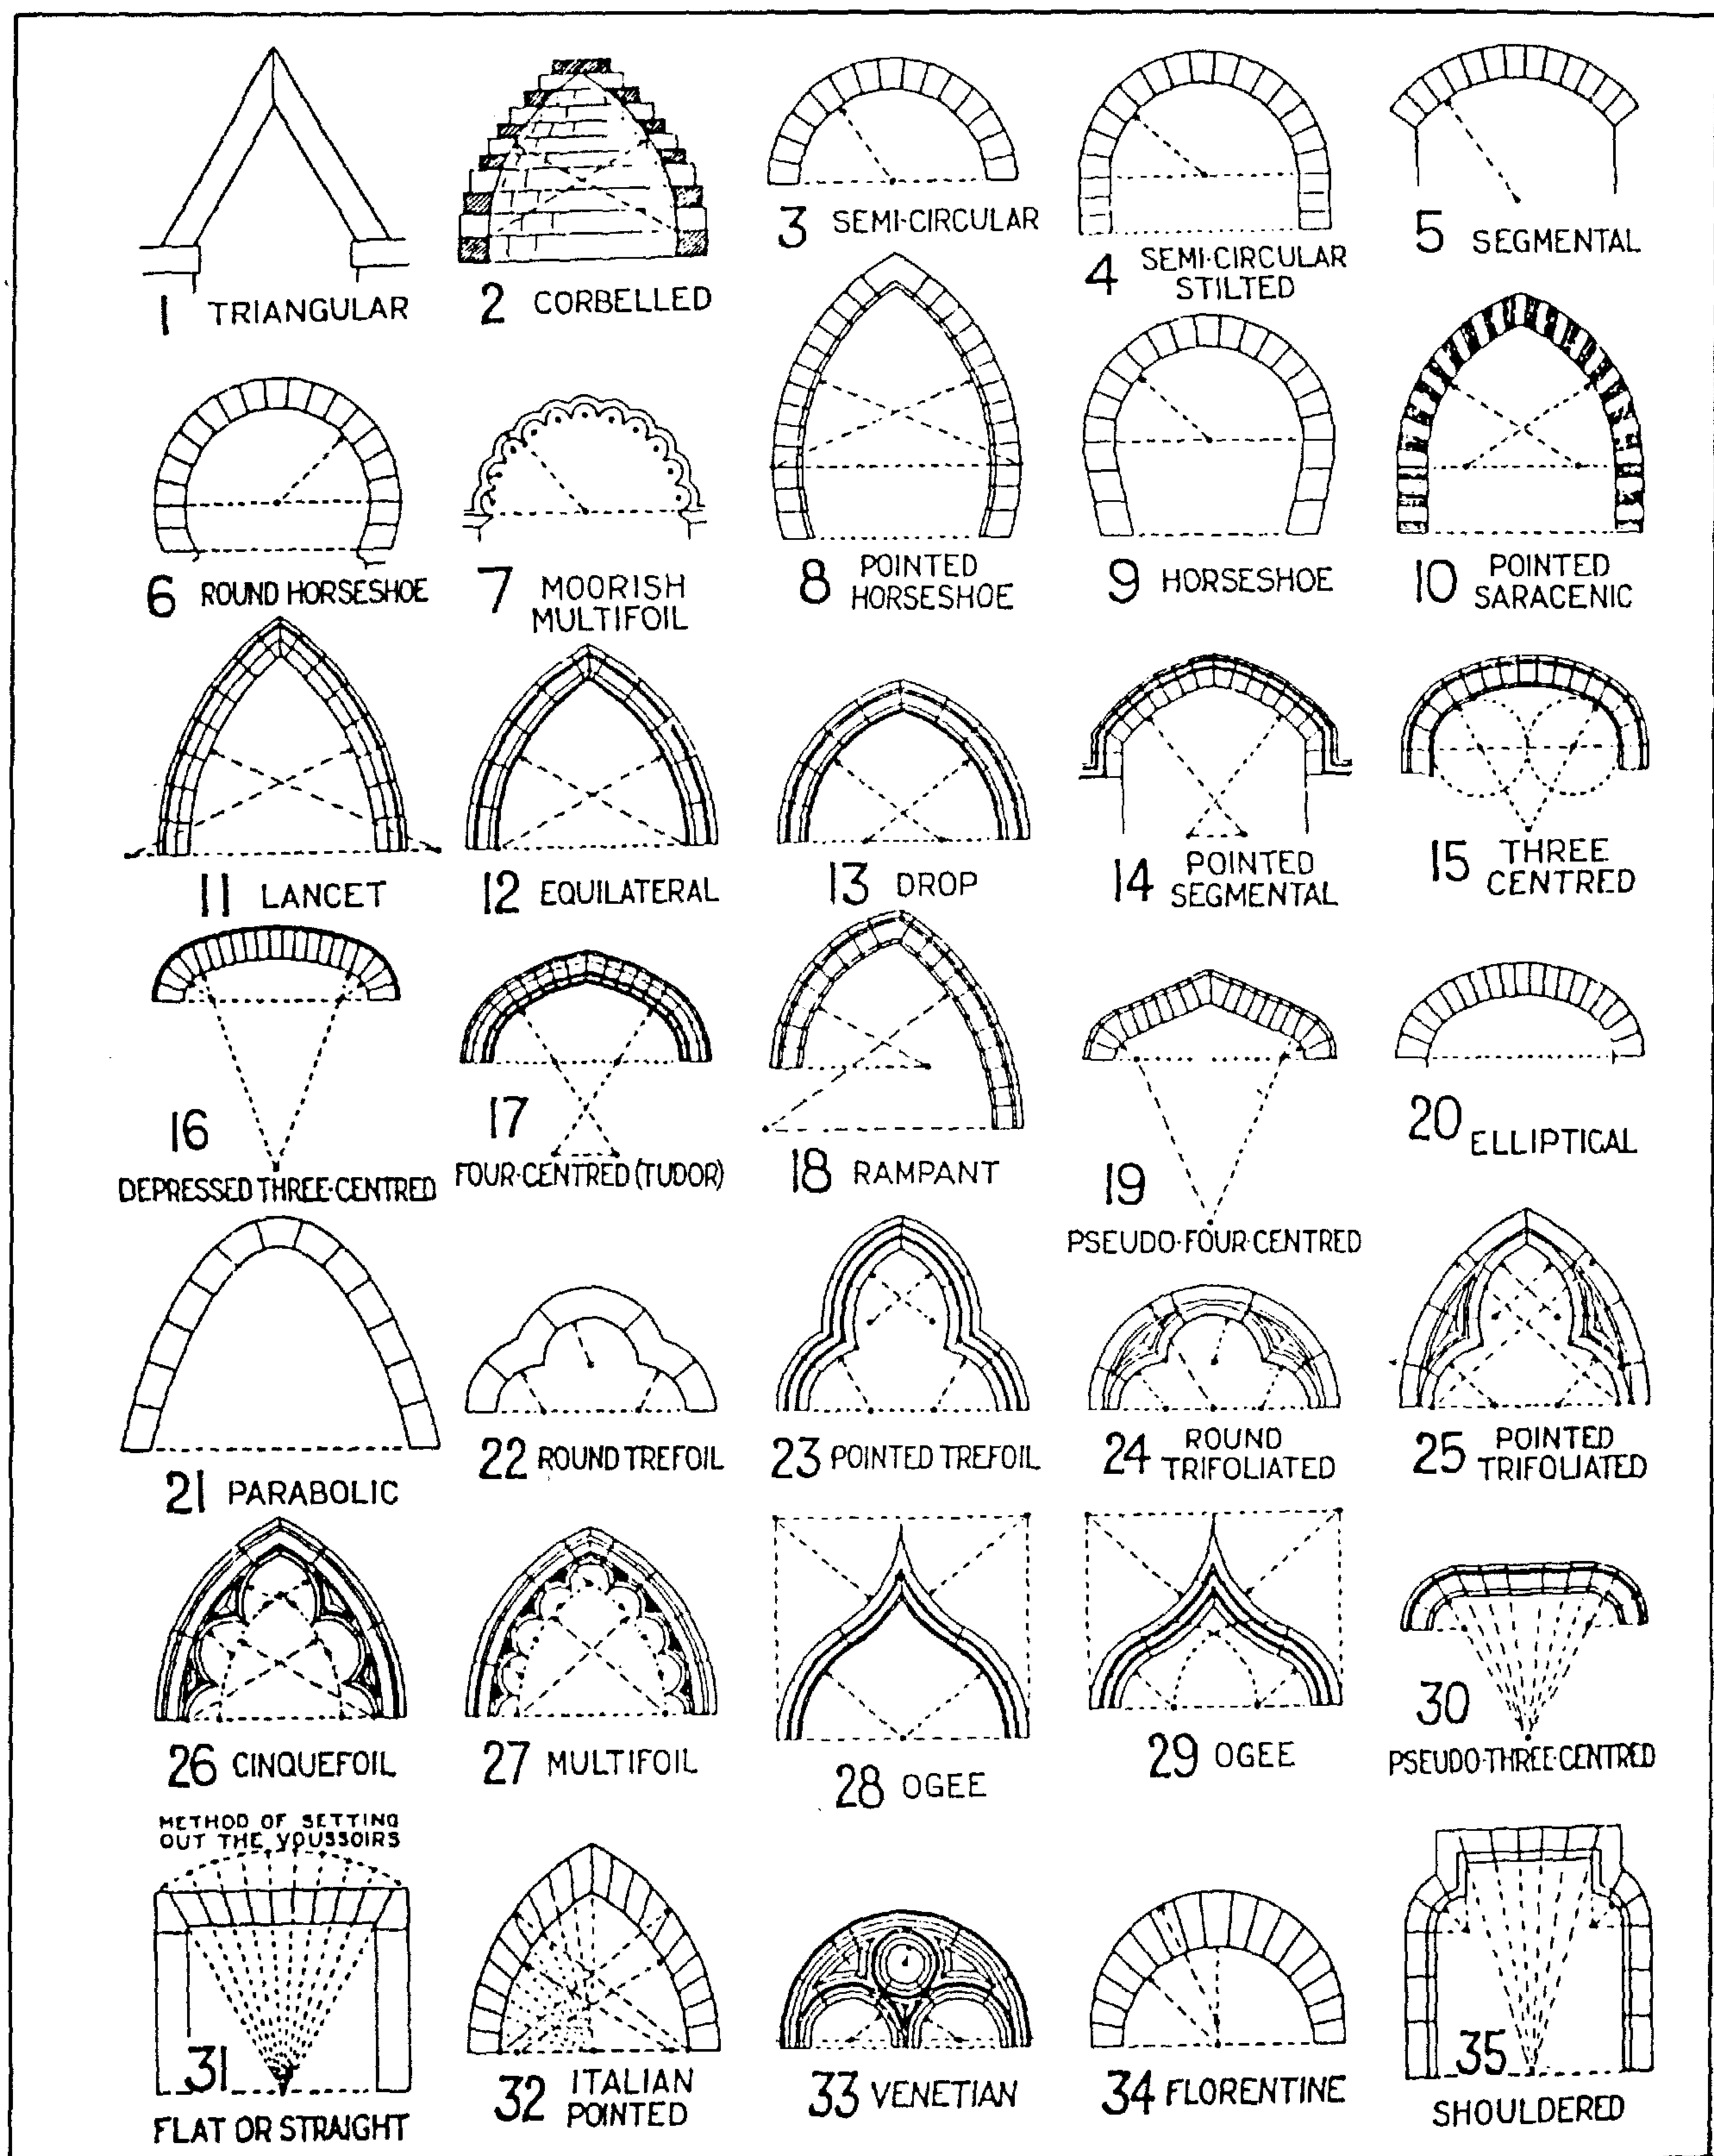 1 TRIANGULAR
2 CORBELLED
3 SEMI-CIRCULAR
4 SEMI-CIRCULAR
STILTED
5 SEGMENTAL
6 ROUND HORSESHOE
7 MOORISH
MULTIFOIL
8 POINTED
HORSESHOE
9 HORSESHOE
10 POINTED
SARACENIC
11 LANCET
12 EQUILATERAL
13 DROP
14 POINTED
SEGMENTAL
15 THREE
CENTRED
16
DEPRESSED THREE-CENTRED
17
FOUR-CENTRED (TUDOR)
18 RAMPANT
19
PSEUDO-FOUR-CENTRED
20 ELLIPTICAL
21 PARABOLIC
22 ROUND TREFOIL
23 POINTED TREFOIL
24 ROUND
TRIFOLIATED
25 POINTED
TRIFOLIATED
26 CINQUEFOIL
27 MULTIFOIL
28 OGEE
29 OGEE
30
PSEUDO-THREE-CENTRED
METHOD OF SETTING
OUT THE VOUSSOIRS
31
FLAT OR STRAIGHT
32 ITALIAN
POINTED
33 VENETIAN
34 FLORENTINE
35
SHOULDERED